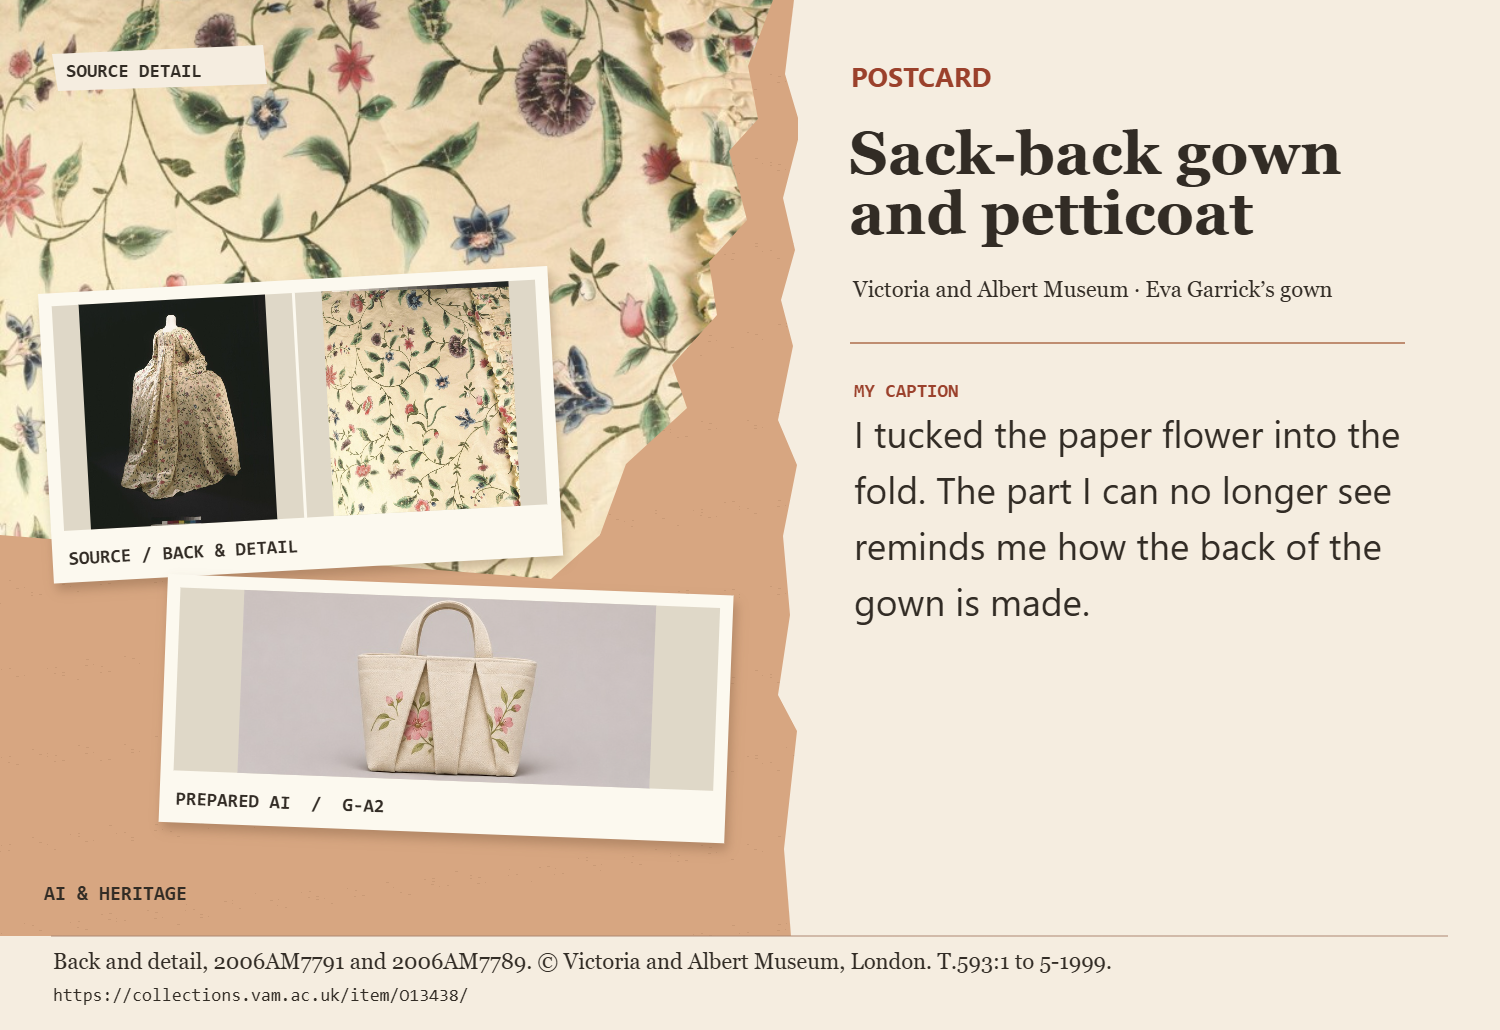 SOURCE DETAIL
SOURCE / BACK & DETAIL
PREPARED AI / G-A2
AI & HERITAGE
POSTCARD
Sack-back gown
and petticoat
Victoria and Albert Museum · Eva Garrick’s gown
MY CAPTION
I tucked the paper flower into the
fold. The part I can no longer see
reminds me how the back of the
gown is made.
Back and detail, 2006AM7791 and 2006AM7789. © Victoria and Albert Museum, London. T.593:1 to 5-1999.
https://collections.vam.ac.uk/item/O13438/